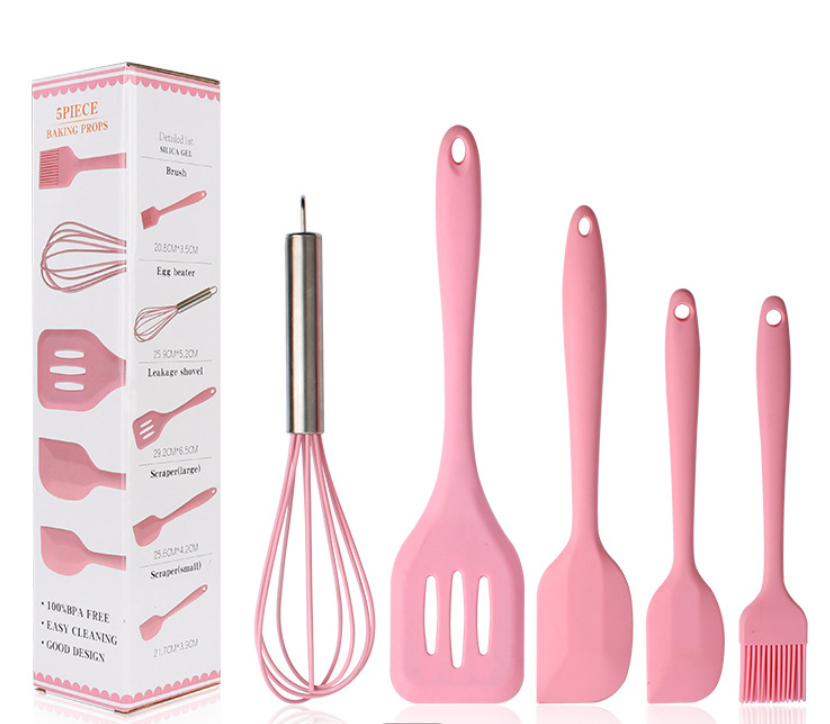 5PIECE
BAKING PROPS
• 100%BPA FREE
• EASY CLEANING
• GOOD DESIGN
Detailed list
SILICA GEL
Brush
20.8CM*3.5CM
Egg beater
25.9CM*5.2CM
Leakage shovel
29.2CM*6.5CM
Scraper(large)
25.6CM*4.2CM
Scraper(small)
21.7CM*3.9CM